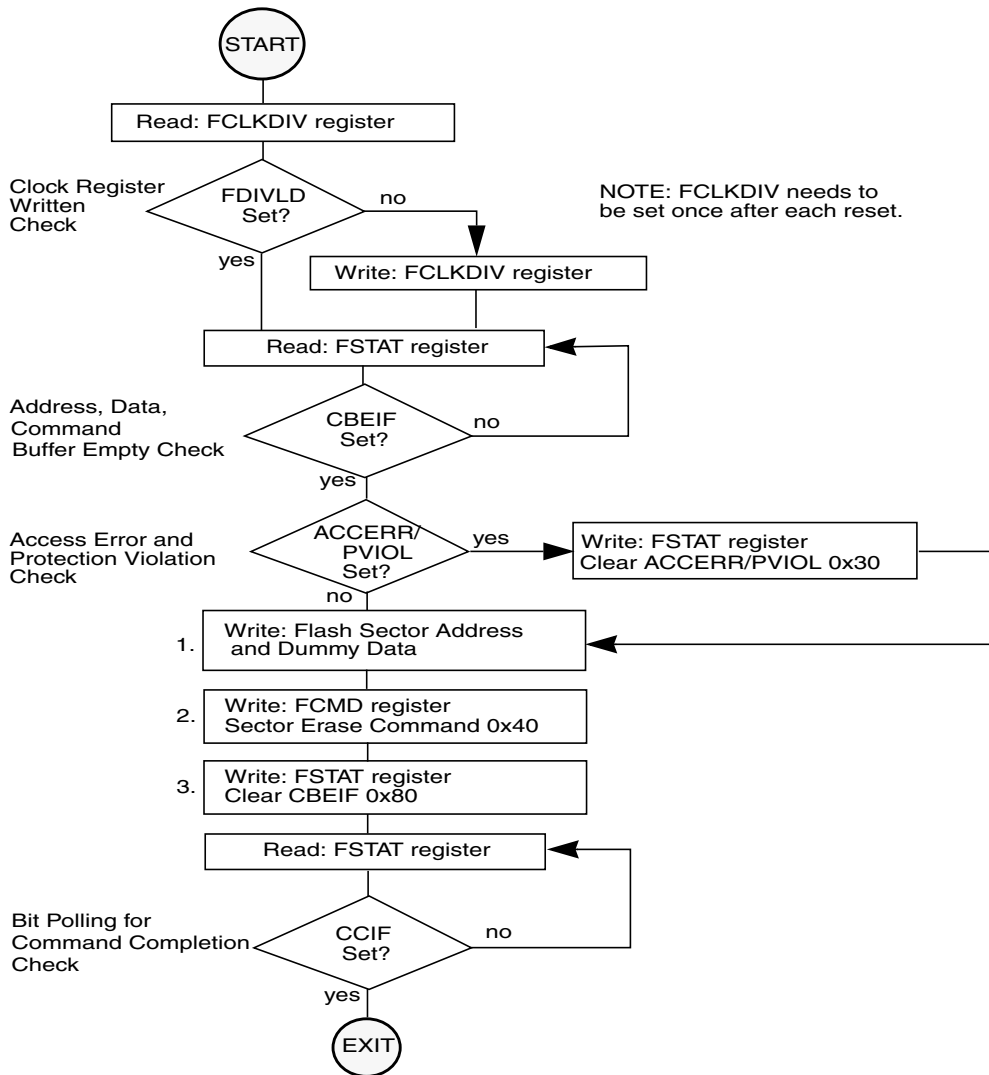 START
Read: FCLKDIV register
Clock Register
Written
Check
FDIVLD
Set?
no
yes
NOTE: FCLKDIV needs to
be set once after each reset.
Write: FCLKDIV register
Read: FSTAT register
Address, Data,
Command
Buffer Empty Check
CBEIF
Set?
no
yes
Access Error and
Protection Violation
Check
ACCERR/
PVIOL
Set?
yes
no
Write: FSTAT register
Clear ACCERR/PVIOL 0x30
1.
Write: Flash Sector Address
and Dummy Data
2.
Write: FCMD register
Sector Erase Command 0x40
3.
Write: FSTAT register
Clear CBEIF 0x80
Read: FSTAT register
Bit Polling for
Command Completion
Check
CCIF
Set?
no
yes
EXIT